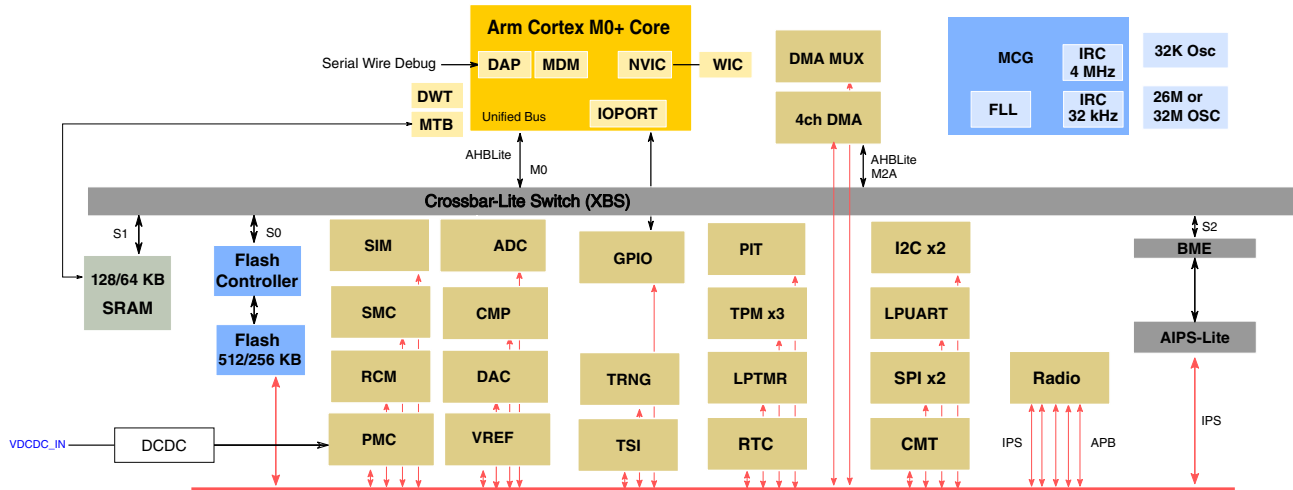 Arm Cortex M0+ Core
Serial Wire Debug
DAP
MDM
NVIC
WIC
DWT
MTB
Unified Bus
IOPORT
DMA MUX
4ch DMA
MCG
IRC
4 MHz
FLL
IRC
32 kHz
32K Osc
26M or
32M OSC
AHBLite
M0
AHBLite
M2A
Crossbar-Lite Switch (XBS)
S1
S0
S2
128/64 KB
SRAM
Flash
Controller
Flash
512/256 KB
SIM
SMC
RCM
PMC
ADC
CMP
DAC
VREF
GPIO
TRNG
TSI
PIT
TPM x3
LPTMR
RTC
I2C x2
LPUART
SPI x2
CMT
Radio
IPS
APB
BME
AIPS-Lite
IPS
VDCDC_IN
DCDC